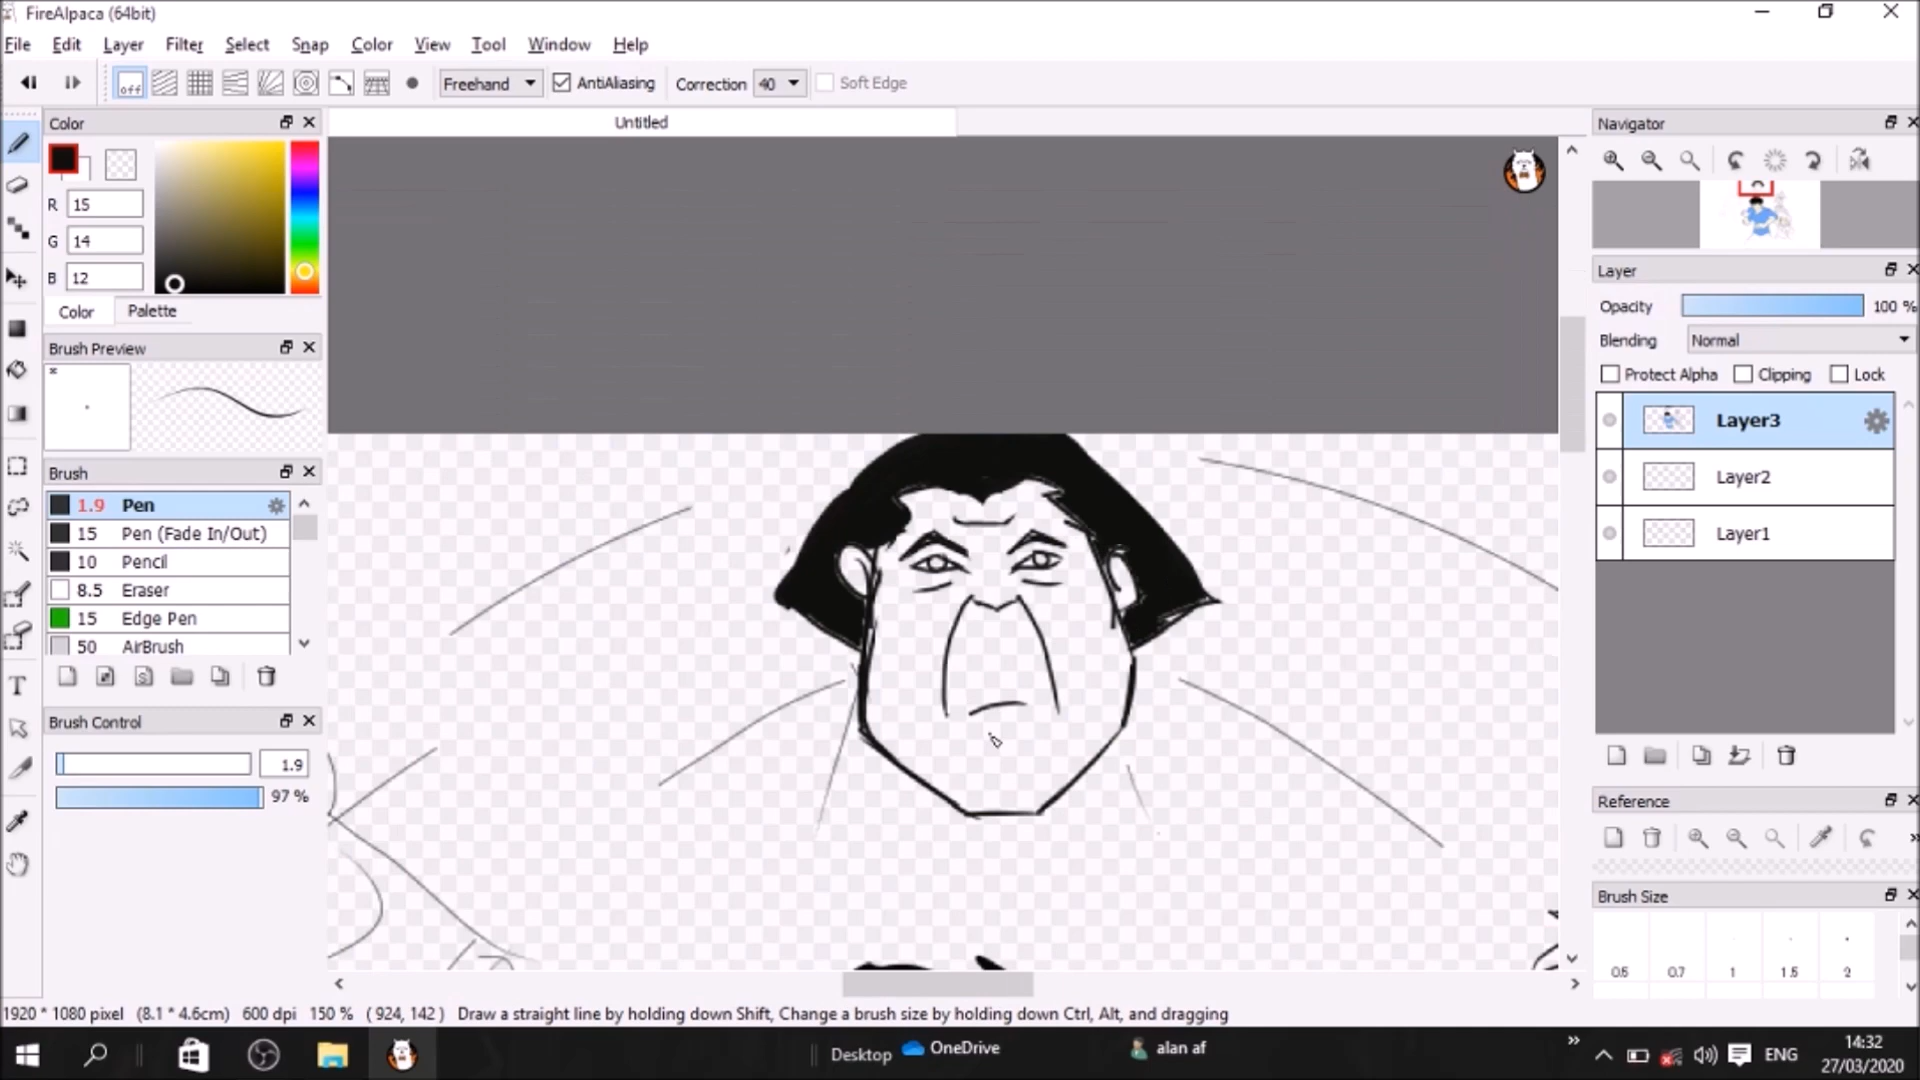 FireAlpaca (64bit)
File Edit Layer Filter Select Snap Color View Tool Window Help
off Freehand AntiAliasing Correction 40 Soft Edge
Color
Untitled
Navigator
R 15
G 14
B 12
Color Palette
Brush Preview
Brush
1.9 Pen
15 Pen (Fade In/Out)
10 Pencil
8.5 Eraser
15 Edge Pen
50 AirBrush
Brush Control
1.9
97 %
Layer
Opacity 100 %
Blending Normal
Protect Alpha Clipping Lock
Layer3
Layer2
Layer1
Reference
Brush Size
0.5 0.7 1 1.5 2
1920 * 1080 pixel (8.1 * 4.6cm) 600 dpi 150 % ( 924, 142 ) Draw a straight line by holding down Shift, Change a brush size by holding down Ctrl, Alt, and dragging
Desktop OneDrive alan af ENG
14:32
27/03/2020